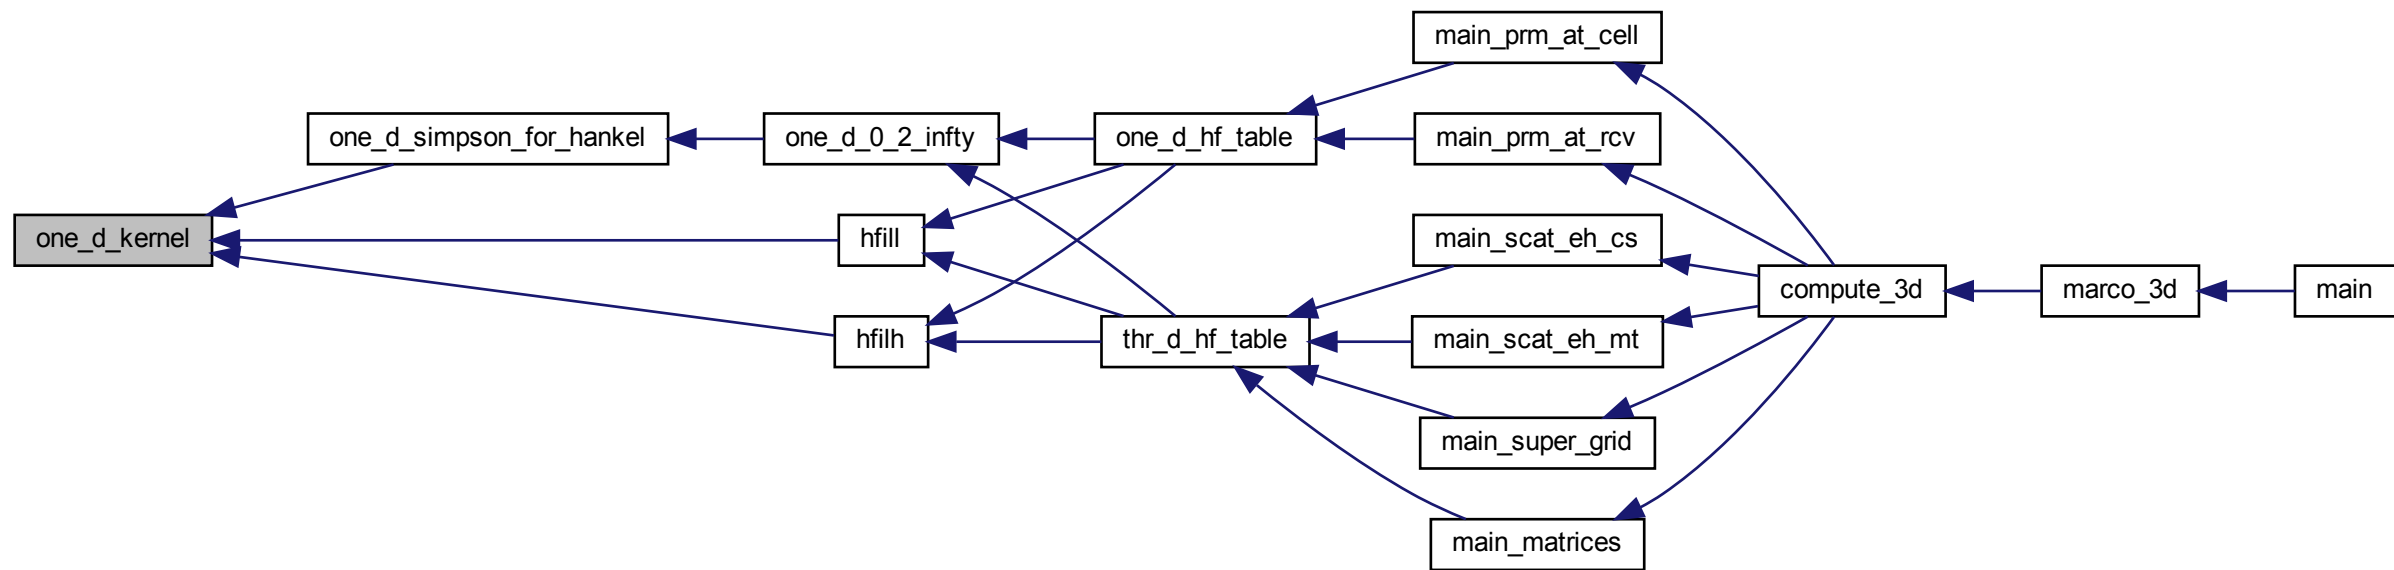 main_prm_at_cell
one_d_simpson_for_hankel
one_d_0_2_infty
one_d_hf_table
main_prm_at_rcv
one_d_kernel
hfill
main_scat_eh_cs
compute_3d
marco_3d
main
hfilh
thr_d_hf_table
main_scat_eh_mt
main_super_grid
main_matrices